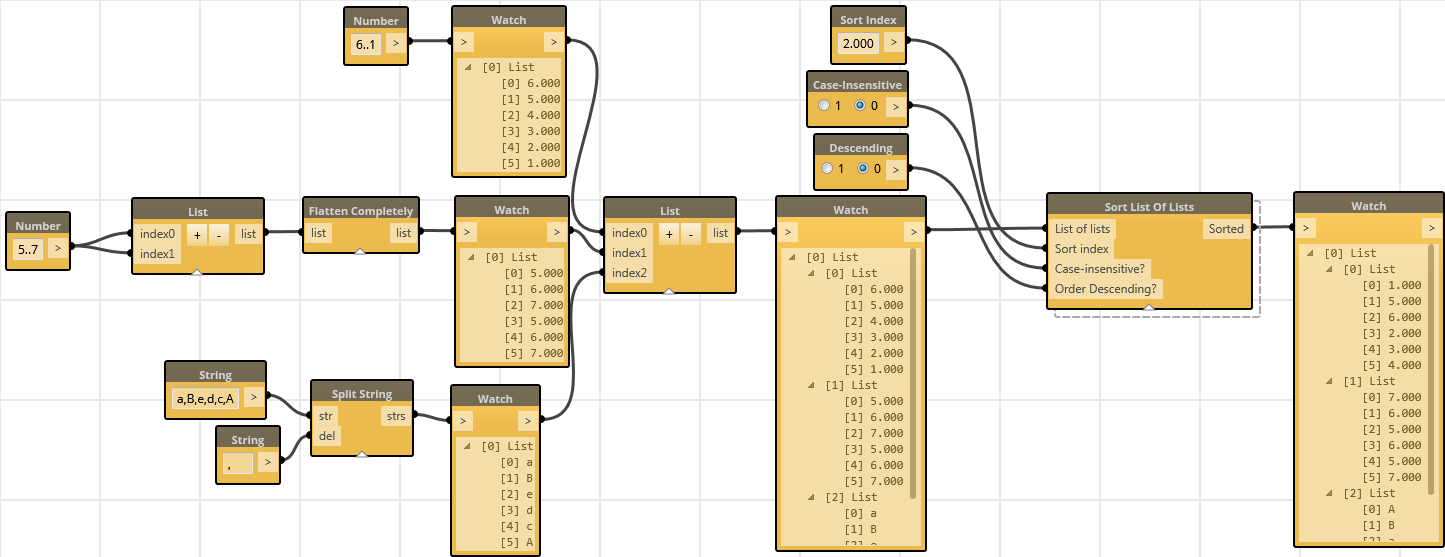 Number
6..1 >
Watch
> >
[0] List
[0] 6.000
[1] 5.000
[2] 4.000
[3] 3.000
[4] 2.000
[5] 1.000
Sort Index
2.000 >
Case-Insensitive
1 0 >
Descending
1 0 >
Number
5..7 >
List
index0 + - list
index1
Flatten Completely
list list
Watch
> >
[0] List
[0] 5.000
[1] 6.000
[2] 7.000
[3] 5.000
[4] 6.000
[5] 7.000
String
a,B,e,d,c,A >
String
, >
Split String
str strs
del
Watch
> >
[0] List
[0] a
[1] B
[2] e
[3] d
[4] c
[5] A
List
index0 + - list
index1
index2
Watch
> >
[0] List
[0] List
[0] 6.000
[1] 5.000
[2] 4.000
[3] 3.000
[4] 2.000
[5] 1.000
[1] List
[0] 5.000
[1] 6.000
[2] 7.000
[3] 5.000
[4] 6.000
[5] 7.000
[2] List
[0] a
[1] B
[2] e
Sort List Of Lists
List of lists Sorted
Sort index
Case-insensitive?
Order Descending?
Watch
> >
[0] List
[0] List
[0] 1.000
[1] 5.000
[2] 6.000
[3] 2.000
[4] 3.000
[5] 4.000
[1] List
[0] 7.000
[1] 6.000
[2] 5.000
[3] 6.000
[4] 5.000
[5] 7.000
[2] List
[0] A
[1] B
[2] a